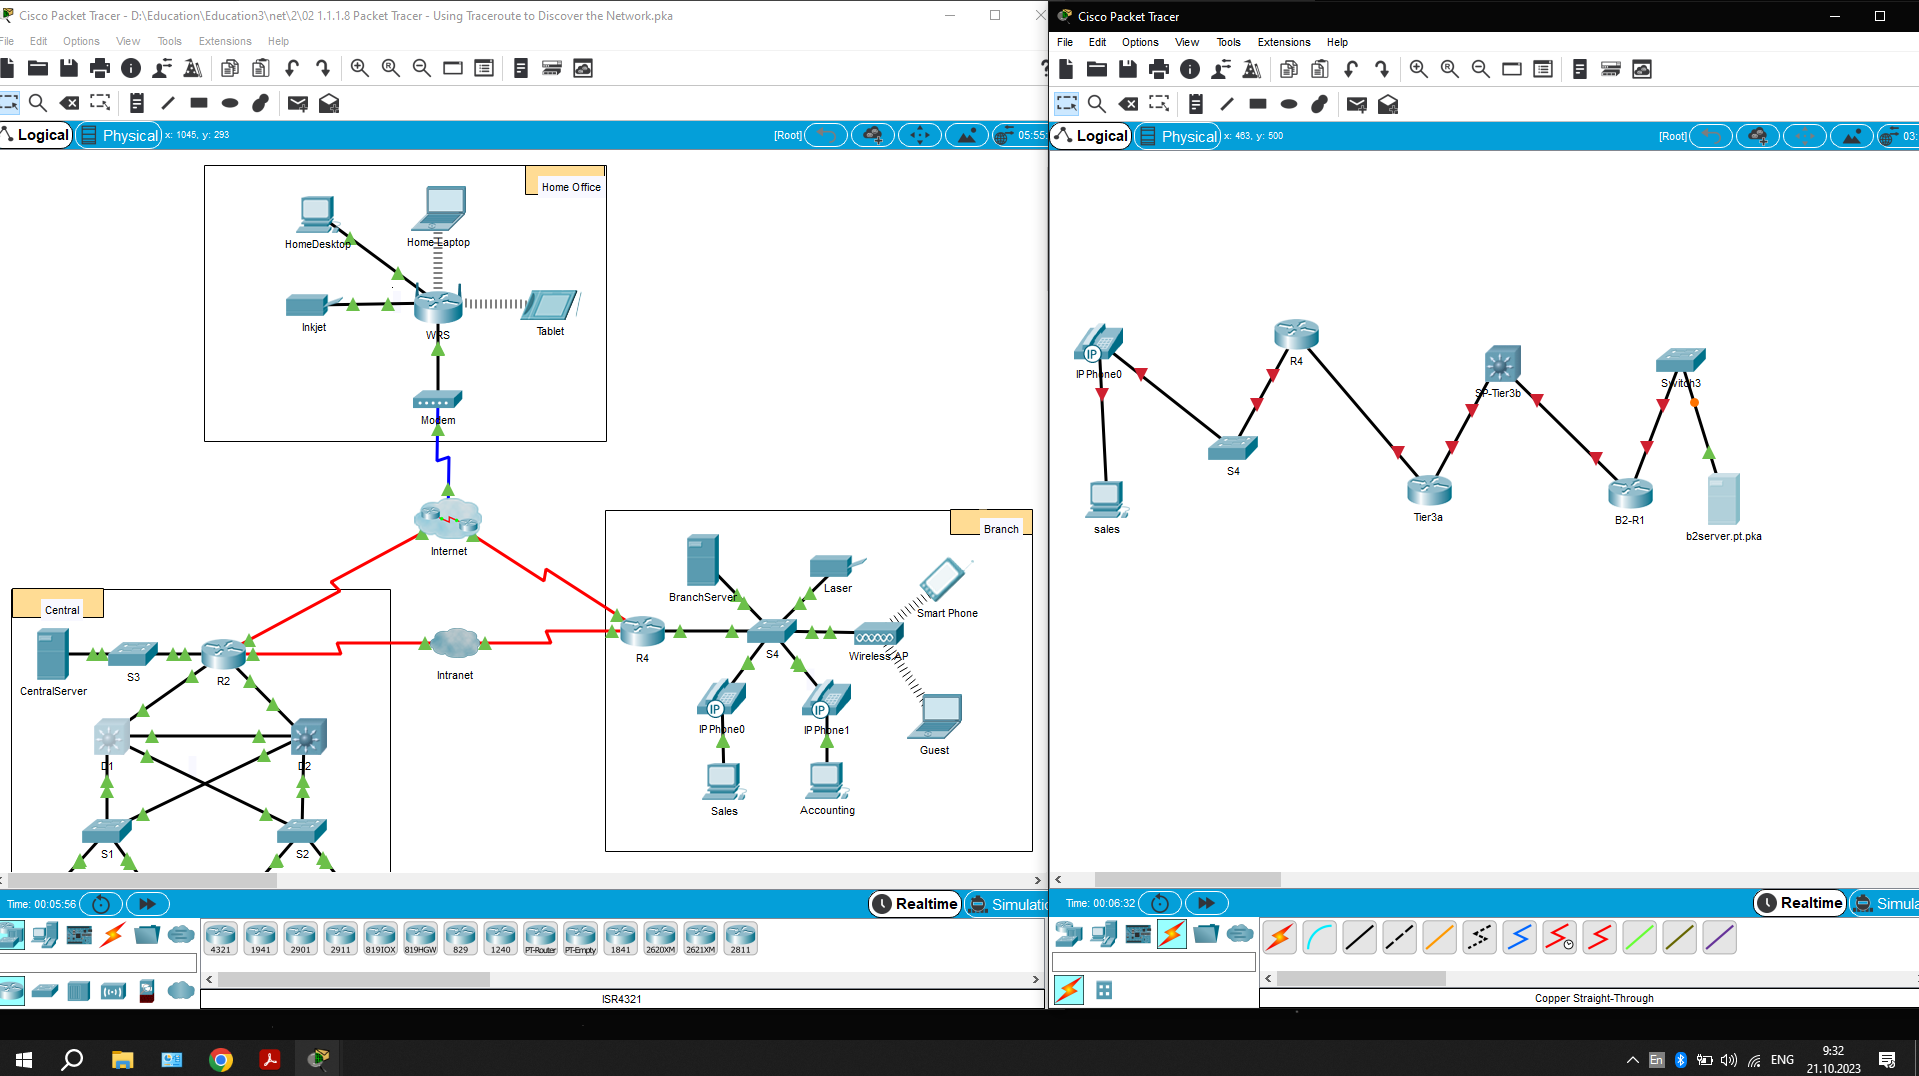 Cisco Packet Tracer - D:\Education\Education3\net\2\02 1.1.1.8 Packet Tracer - Using Traceroute to Discover the Network.pka
File Edit Options View Tools Extensions Help
?
Logical Physical x: 1045, y: 293 [Root] 05:55:
Home Office
HomeDesktop
Home Laptop
Inkjet
WRS
Tablet
Modem
Internet
Branch
BranchServer
Laser
Smart Phone
Central
R4
S4
Wireless AP
CentralServer
S3
R2
Intranet
IP
IP Phone0
IP
IP Phone1
Guest
D1
D2
Sales
Accounting
S1
S2
Time: 00:05:56 Realtime Simulatio
4321 1941 2901 2911 819IOX 819HGW 829 1240 PT-Router PT-Empty 1841 2620XM 2621XM 2811
ISR4321
Cisco Packet Tracer
File Edit Options View Tools Extensions Help
Logical Physical x: 463, y: 500 [Root] 03:
IP
IP Phone0
R4
SP-Tier3b
Switch3
S4
sales
Tier3a
B2-R1
b2server.pt.pka
Time: 00:06:32 Realtime Simula
Copper Straight-Through
En ENG 9:32
21.10.2023